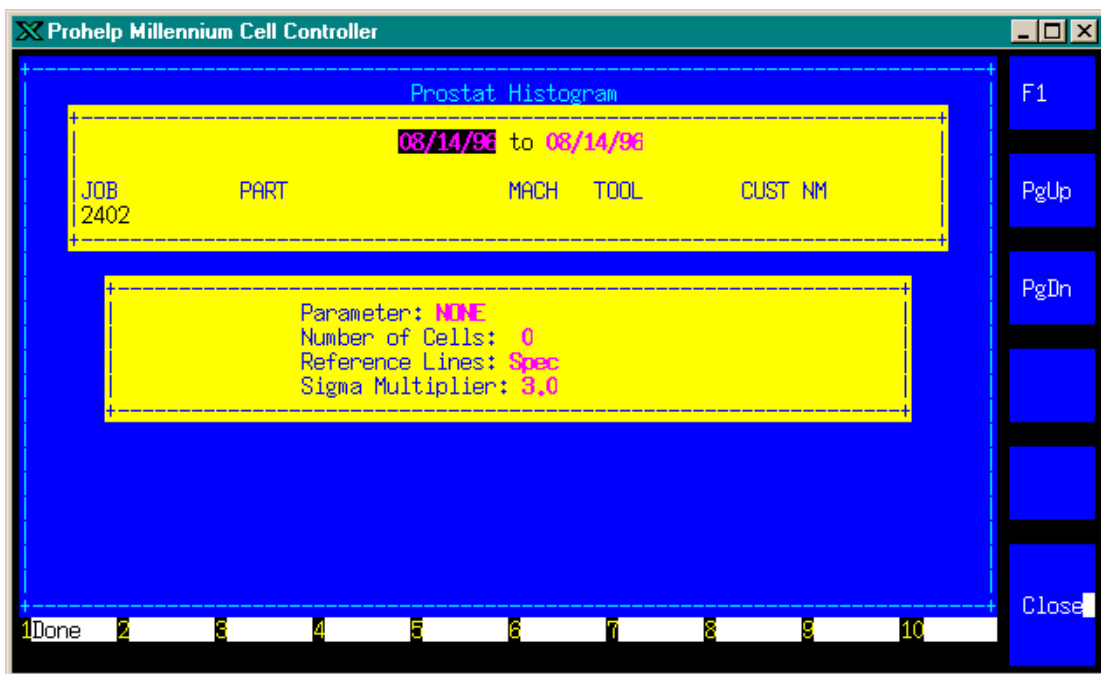 Prohelp Millennium Cell Controller
Prostat Histogram
08/14/96 to 08/14/96
JOB PART MACH TOOL CUST NM
2402
Parameter: NONE
Number of Cells: 0
Reference Lines: Spec
Sigma Multiplier: 3.0
1Done 2 3 4 5 6 7 8 9 10
F1
PgUp
PgDn
Close